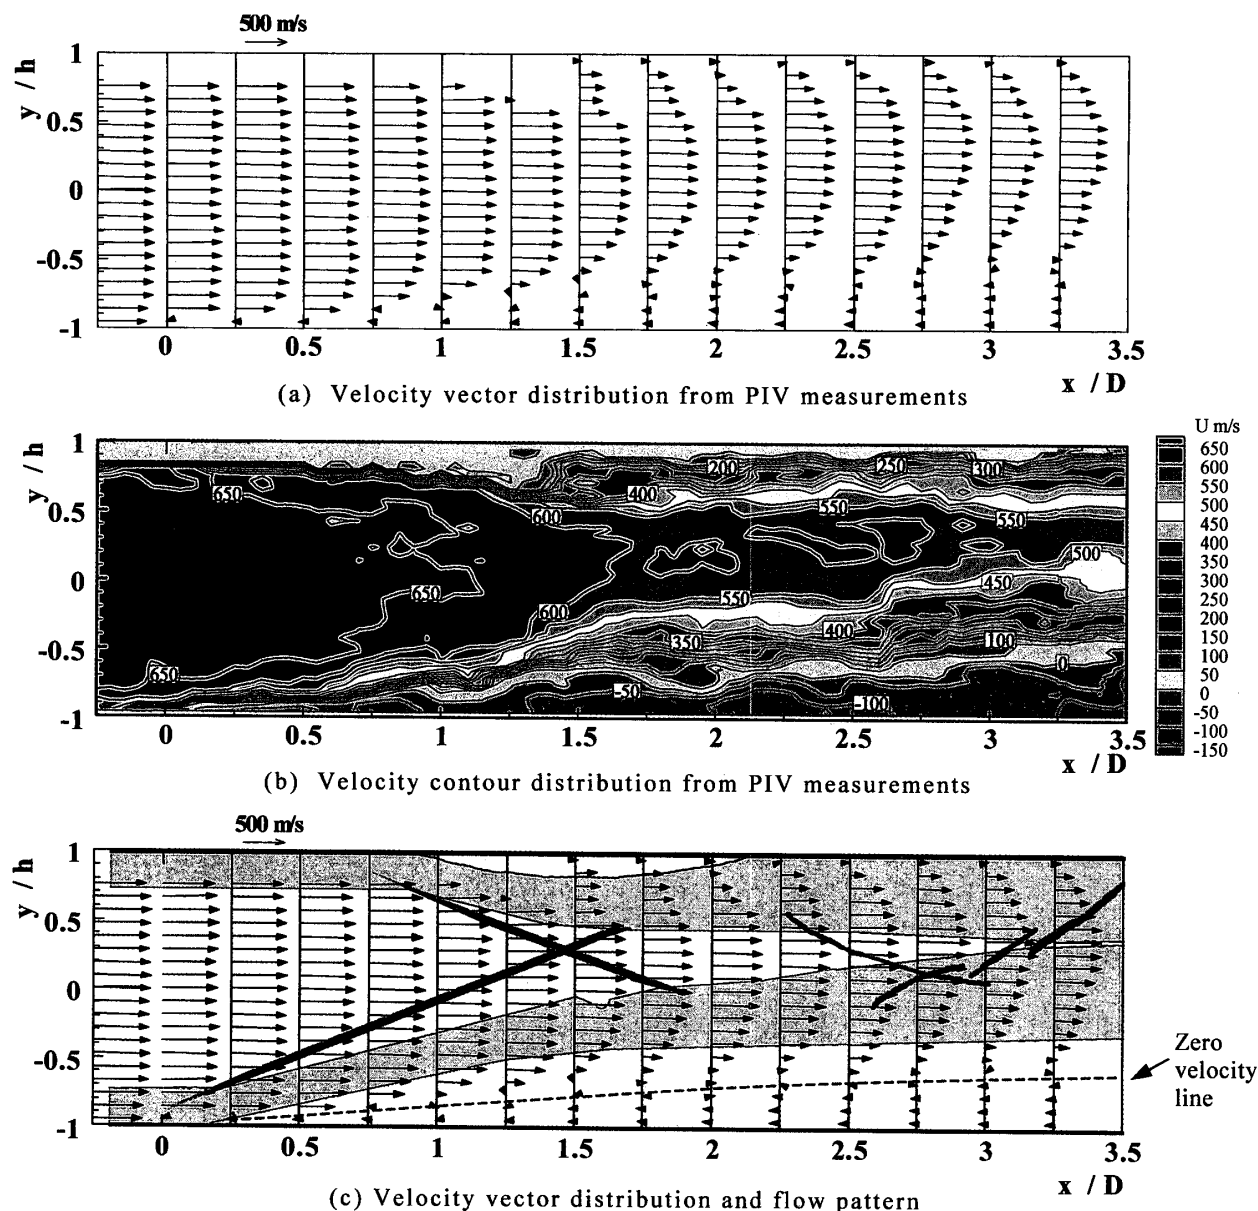 500 m/s
y / h
1
0.5
0
-0.5
-1
0 0.5 1 1.5 2 2.5 3 3.5
x / D
(a) Velocity vector distribution from PIV measurements
U m/s
650
600
550
500
450
400
350
300
250
200
150
100
50
0
-50
-100
-150
y / h
1
0.5
0
-0.5
-1
200 250 300
650 400 550
600 550
500
450
650 600 550
400
350 100
650 0
-50 -100
0 0.5 1 1.5 2 2.5 3 3.5
x / D
(b) Velocity contour distribution from PIV measurements
500 m/s
y / h
1
0.5
0
-0.5
-1
Zero
velocity
line
0 0.5 1 1.5 2 2.5 3 3.5
x / D
(c) Velocity vector distribution and flow pattern